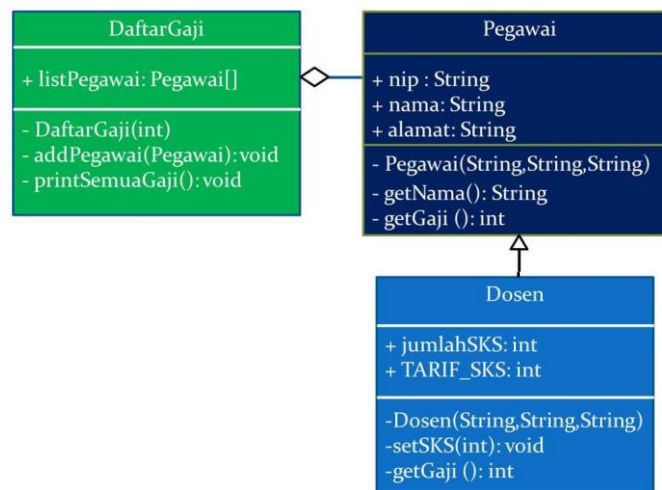 DaftarGaji
+ listPegawai: Pegawai[]
- DaftarGaji(int)
- addPegawai(Pegawai): void
- printSemuaGaji(): void
Pegawai
+ nip : String
+ nama : String
+ alamat: String
- Pegawai(String,String,String)
- getNama(): String
- getGaji (): int
Dosen
+ jumlahSKS: int
+ TARIF_SKS: int
-Dosen(String,String,String)
-setSKS(int): void
-getGaji (): int